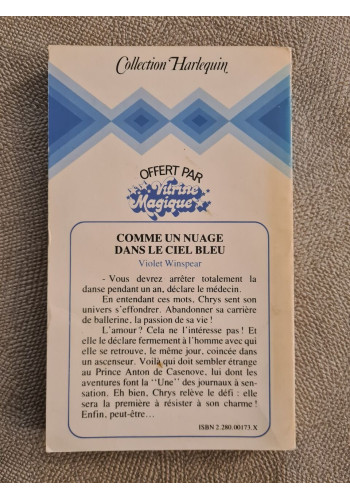 Collection Harlequin
OFFERT PAR
Vitrine
Magique
COMME UN NUAGE
DANS LE CIEL BLEU
Violet Winspear
- Vous devrez arrêter totalement la
danse pendant un an, déclare le médecin.
En entendant ces mots, Chrys sent son
univers s'effondrer. Abandonner sa carrière
de ballerine, la passion de sa vie !
L'amour ? Cela ne l'intéresse pas ! Et
elle le déclare fermement à l'homme avec qui
elle se retrouve, le même jour, coincée dans
un ascenseur. Voilà qui doit sembler étrange
au Prince Anton de Casenove, lui dont les
aventures font la ''Une'' des journaux à sen-
sation. Eh bien, Chrys relève le défi : elle
sera la première à résister à son charme !
Enfin, peut-être...
ISBN 2.280.00173.X